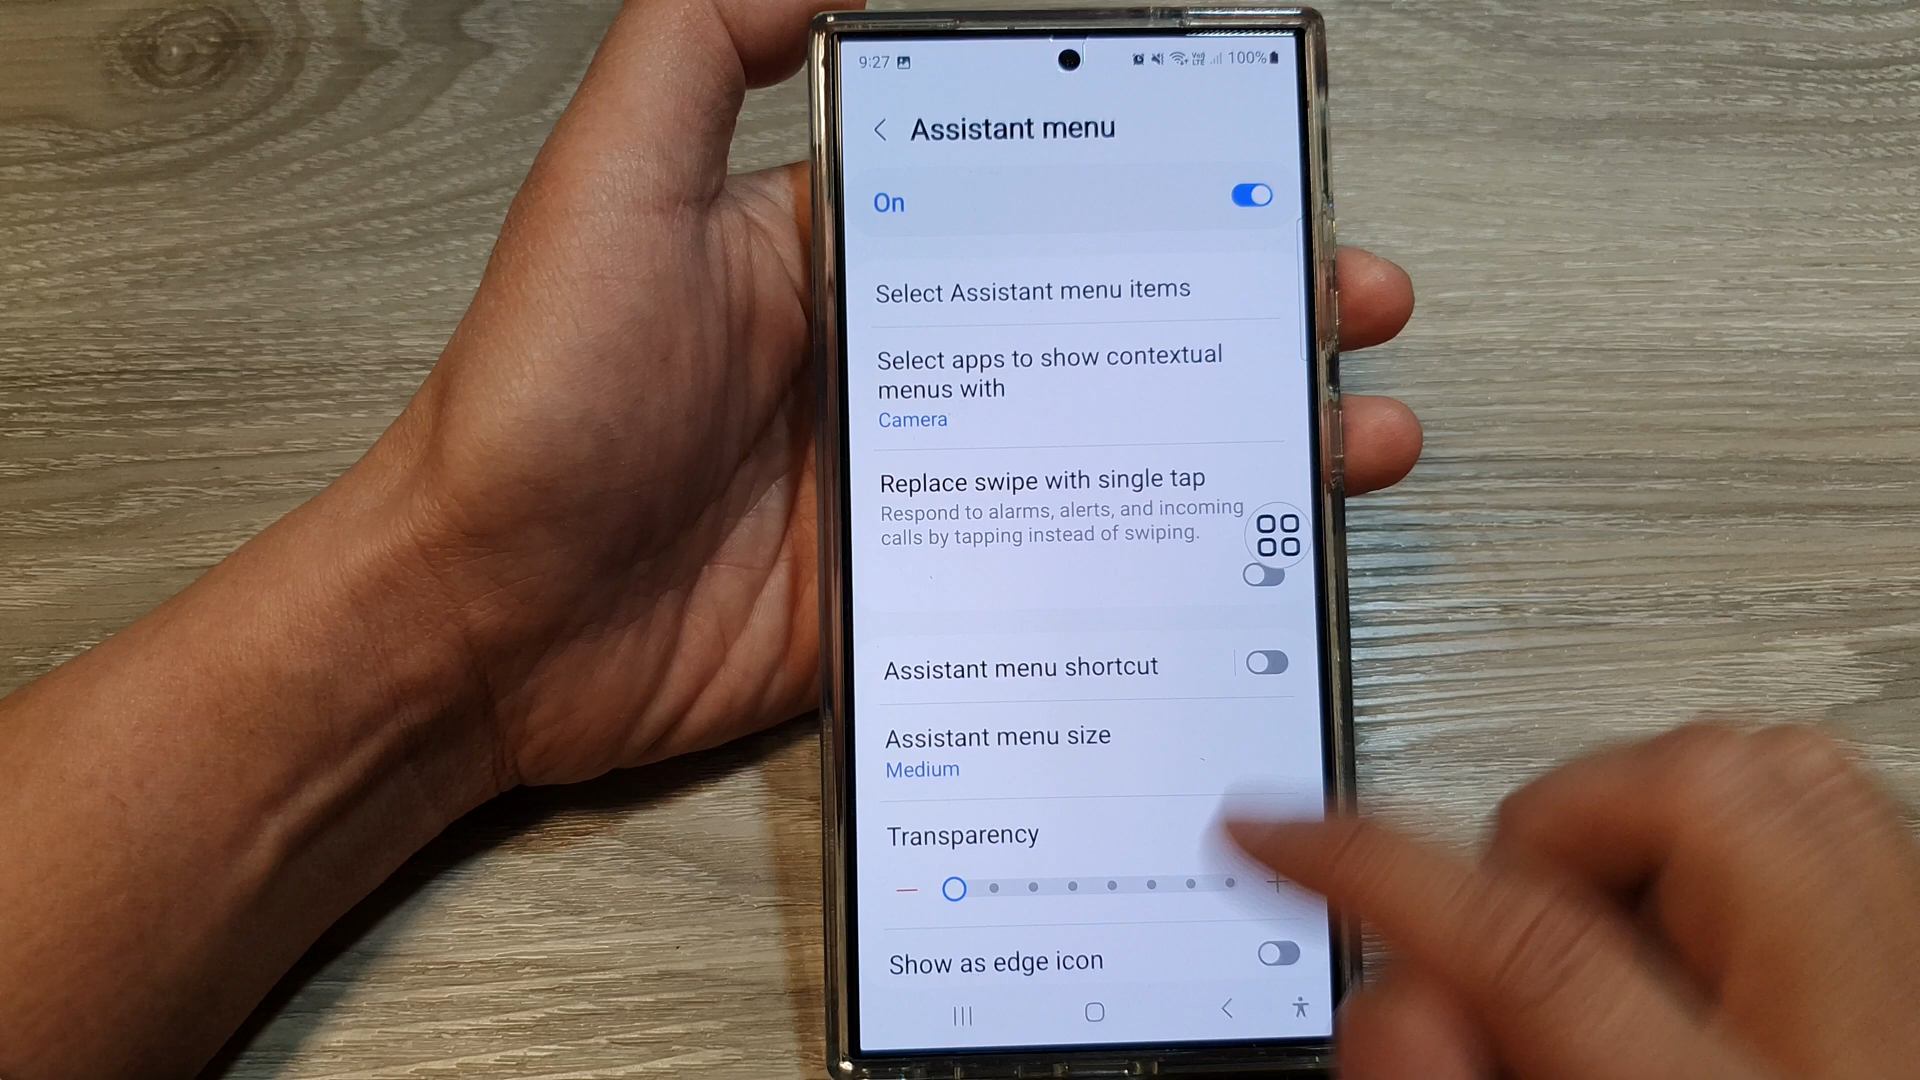 9:27 100%
Assistant menu
On
Select Assistant menu items
Select apps to show contextual
menus with
Camera
Replace swipe with single tap
Respond to alarms, alerts, and incoming
calls by tapping instead of swiping.
Assistant menu shortcut
Assistant menu size
Medium
Transparency
Show as edge icon